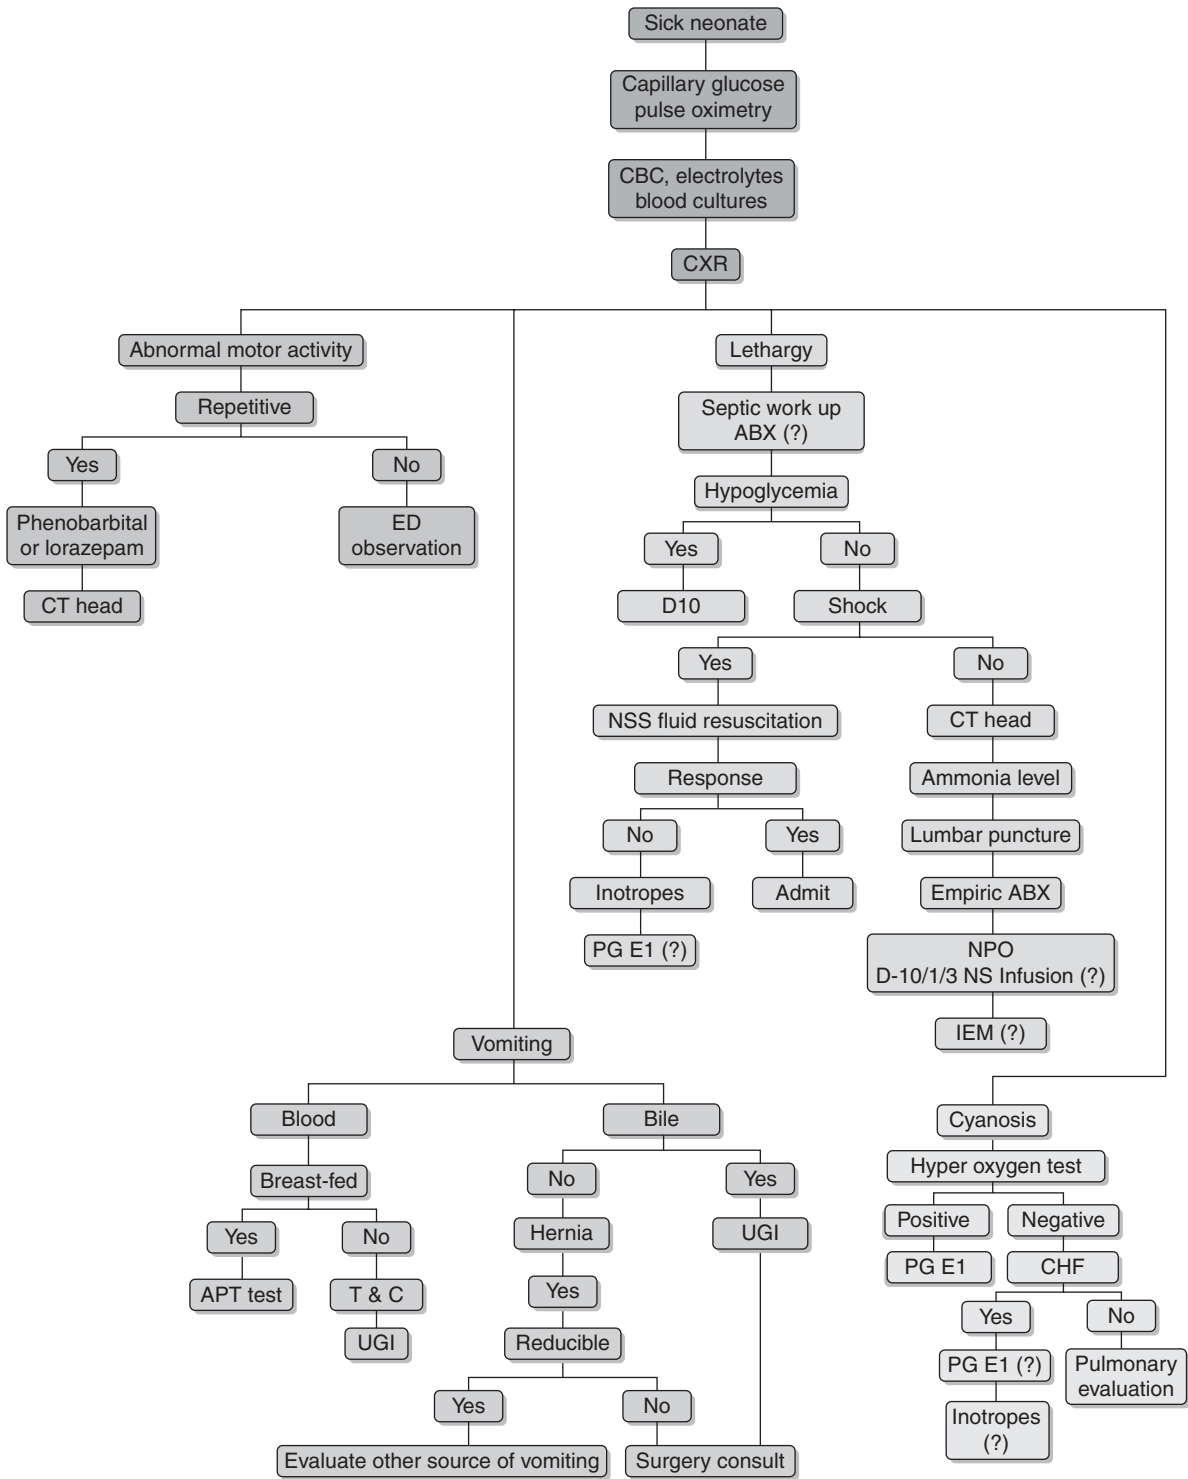 Sick neonate
Capillary glucose
pulse oximetry
CBC, electrolytes
blood cultures
CXR
Abnormal motor activity
Repetitive
Yes
No
Phenobarbital
or lorazepam
ED
observation
CT head
Lethargy
Septic work up
ABX (?)
Hypoglycemia
Yes
No
D10
Shock
Yes
No
NSS fluid resuscitation
CT head
Response
Ammonia level
No
Yes
Lumbar puncture
Inotropes
Admit
Empiric ABX
PG E1 (?)
NPO
D-10/1/3 NS Infusion (?)
IEM (?)
Vomiting
Blood
Bile
Breast-fed
No
Yes
Yes
No
Hernia
UGI
APT test
T & C
Yes
UGI
Reducible
Yes
No
Evaluate other source of vomiting
Surgery consult
Cyanosis
Hyper oxygen test
Positive
Negative
PG E1
CHF
Yes
No
PG E1 (?)
Pulmonary
evaluation
Inotropes
(?)